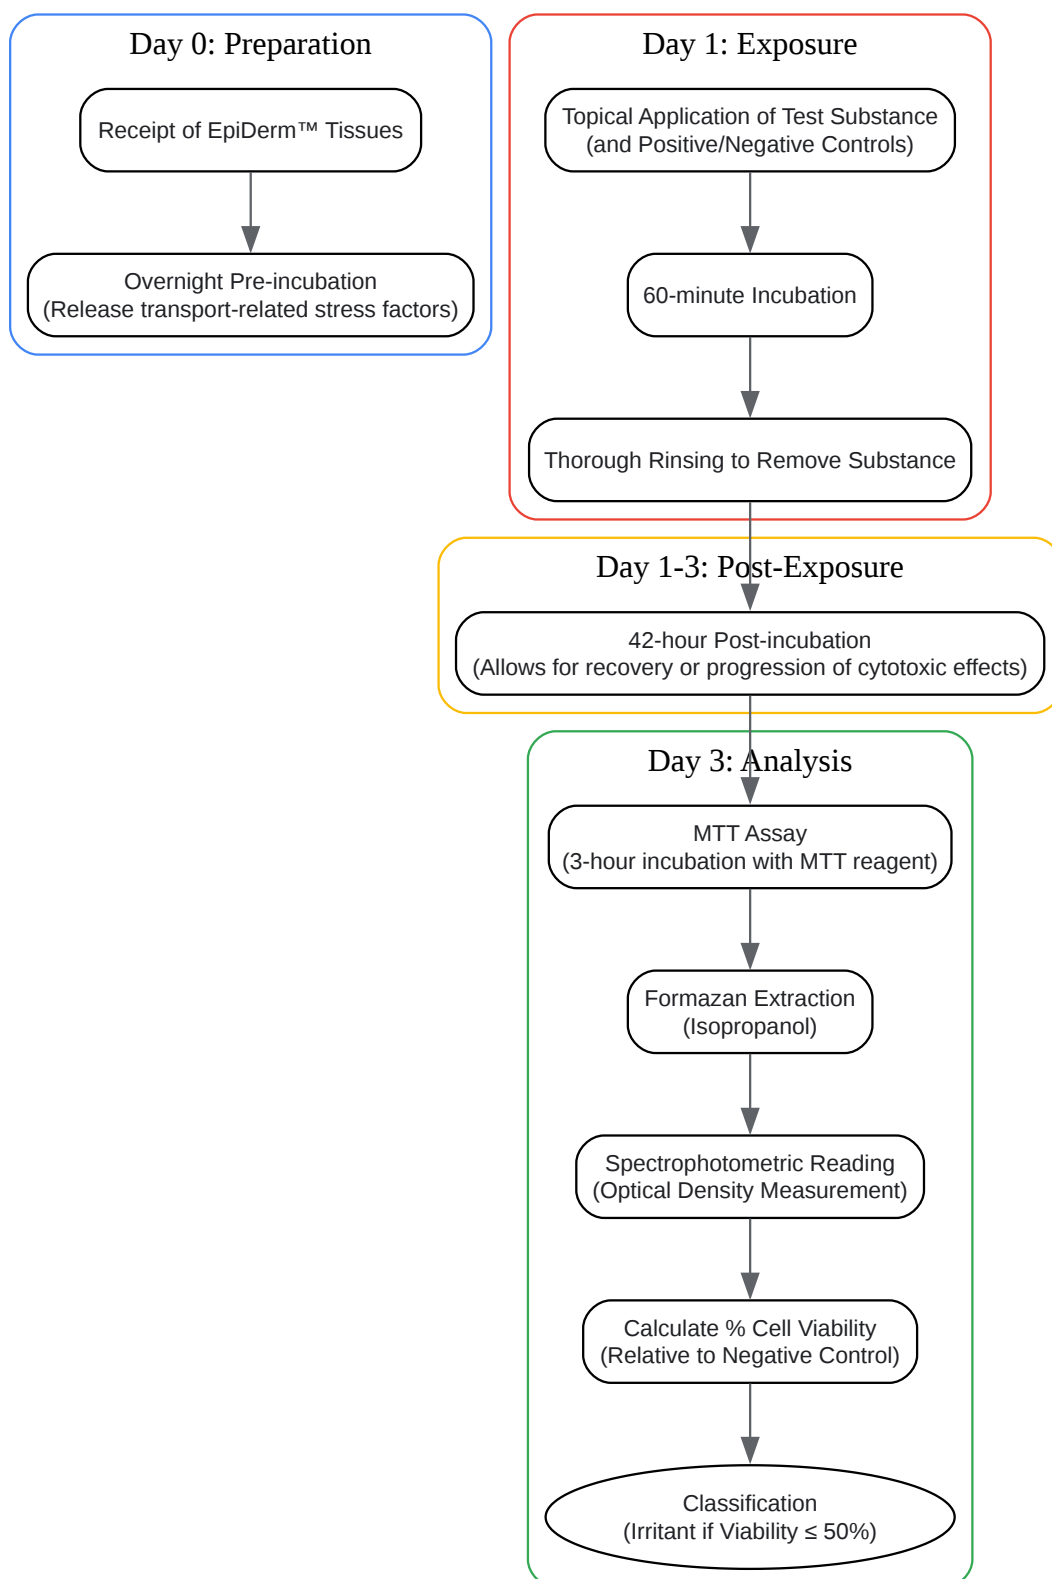 Day 0: Preparation
Receipt of EpiDerm™ Tissues
Overnight Pre-incubation
(Release transport-related stress factors)
Day 1: Exposure
Topical Application of Test Substance
(and Positive/Negative Controls)
60-minute Incubation
Thorough Rinsing to Remove Substance
Day 1-3: Post-Exposure
42-hour Post-incubation
(Allows for recovery or progression of cytotoxic effects)
Day 3: Analysis
MTT Assay
(3-hour incubation with MTT reagent)
Formazan Extraction
(Isopropanol)
Spectrophotometric Reading
(Optical Density Measurement)
Calculate % Cell Viability
(Relative to Negative Control)
Classification
(Irritant if Viability ≤ 50%)